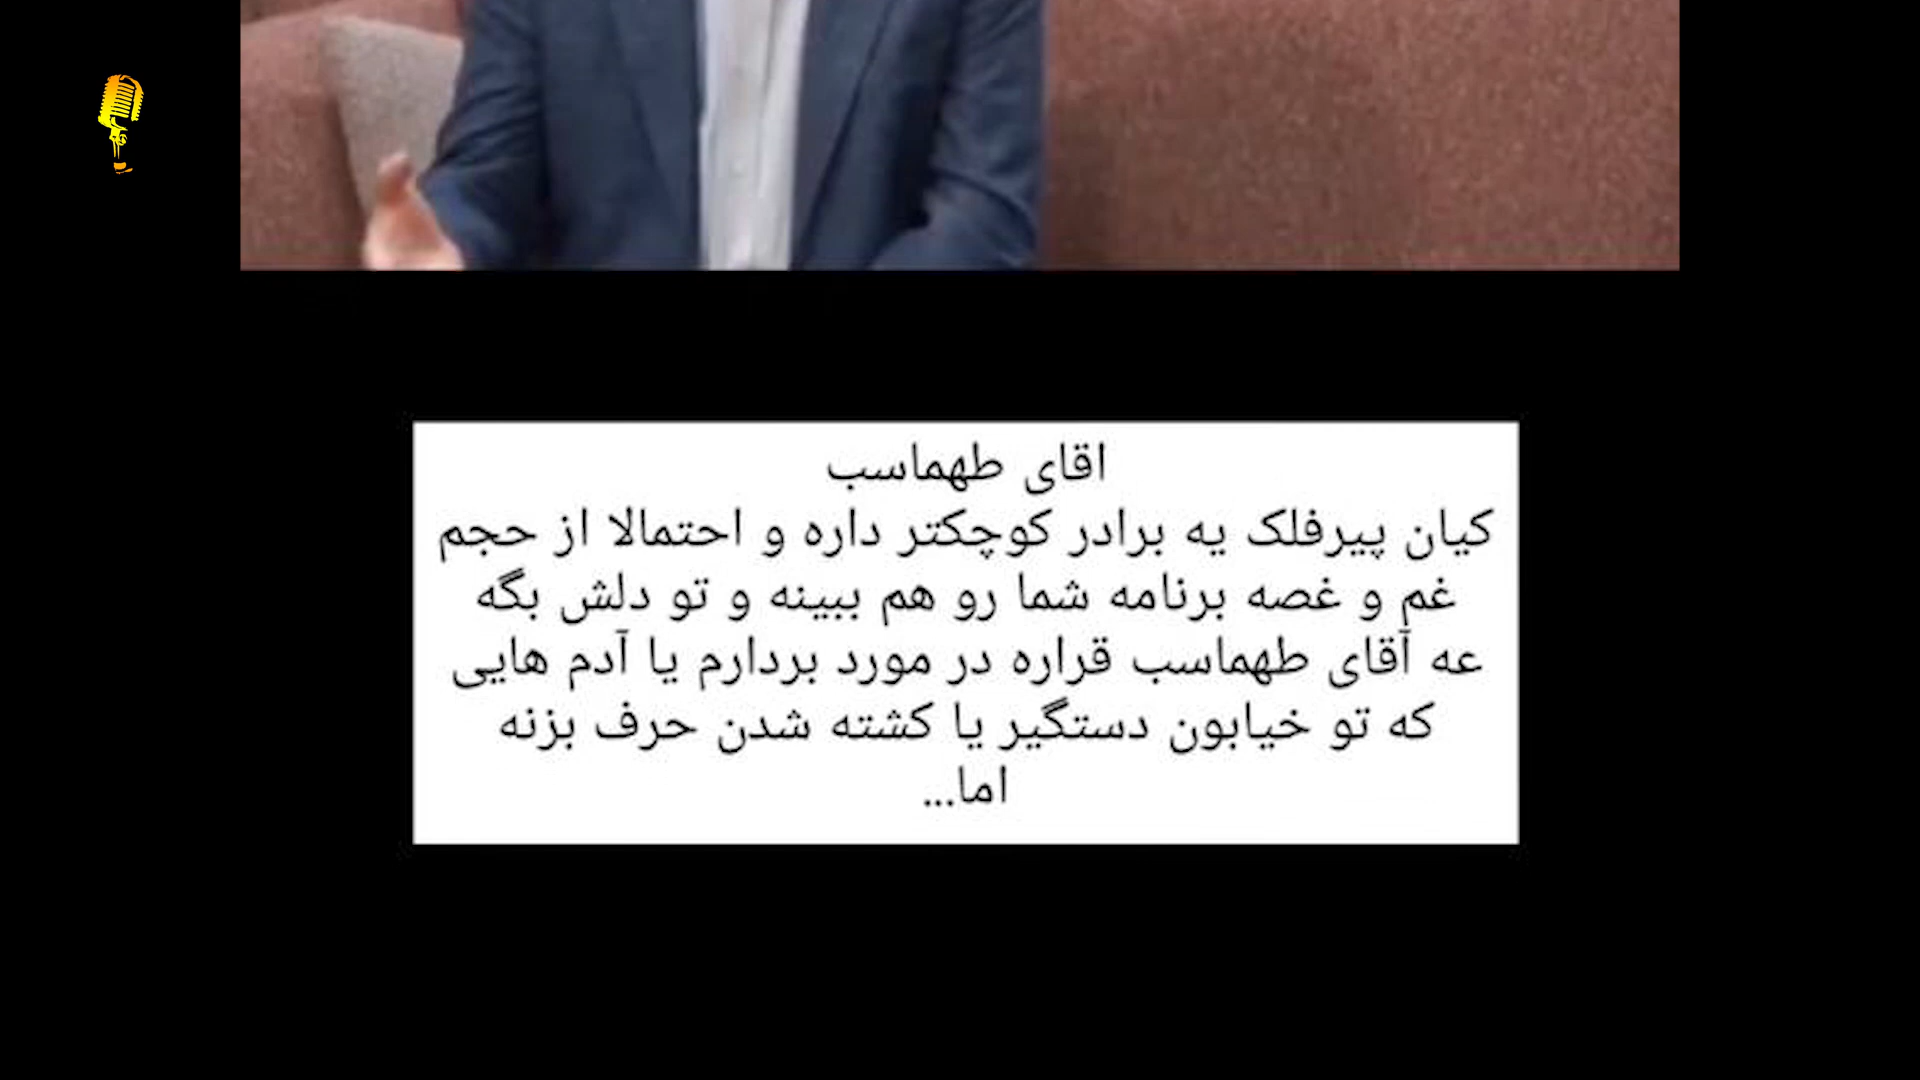 اقای طهماسب
کیان پیرفلک یه برادر کوچکتر داره و احتمالا از حجم
غم و غصه برنامه شما رو هم ببینه و تو دلش بگه
عه آقای طهماسب قراره در مورد بردارم یا آدم هایی
که تو خیابون دستگیر یا کشته شدن حرف بزنه
اما...